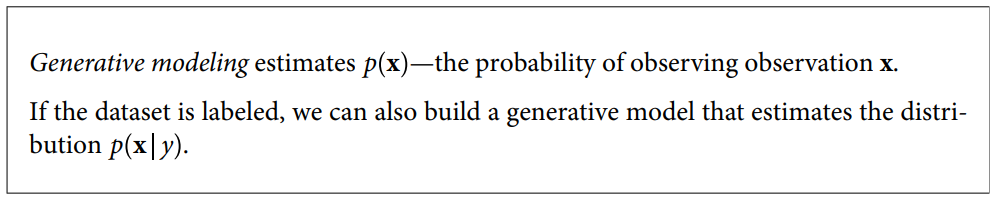 Generative modeling estimates p(x)—the probability of observing observation x.
If the dataset is labeled, we can also build a generative model that estimates the distri-
bution p(x|y).